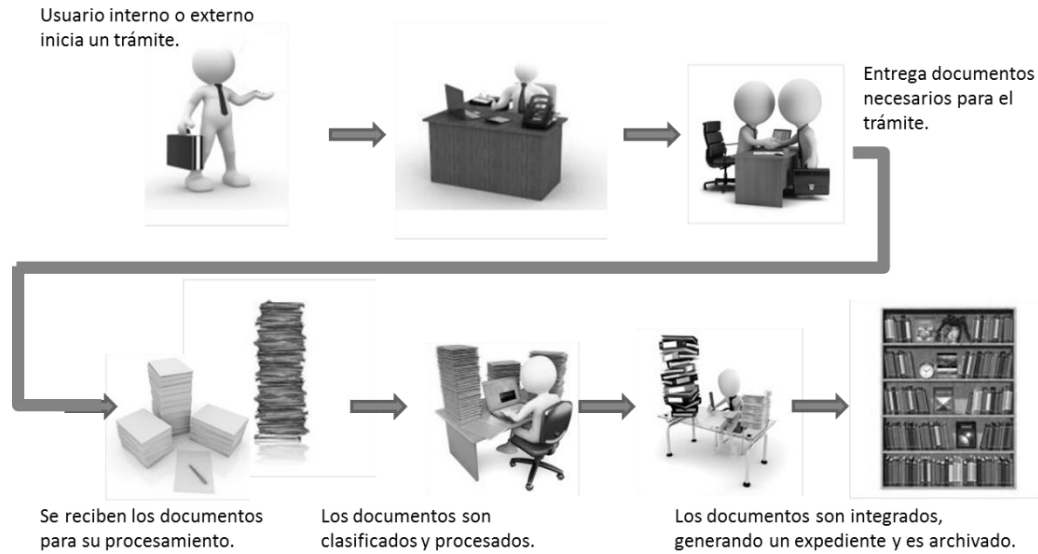 Usuario interno o externo
inicia un trámite.
Entrega documentos
necesarios para el
trámite.
Se reciben los documentos
para su procesamiento.
Los documentos son
clasificados y procesados.
Los documentos son integrados,
generando un expediente y es archivado.